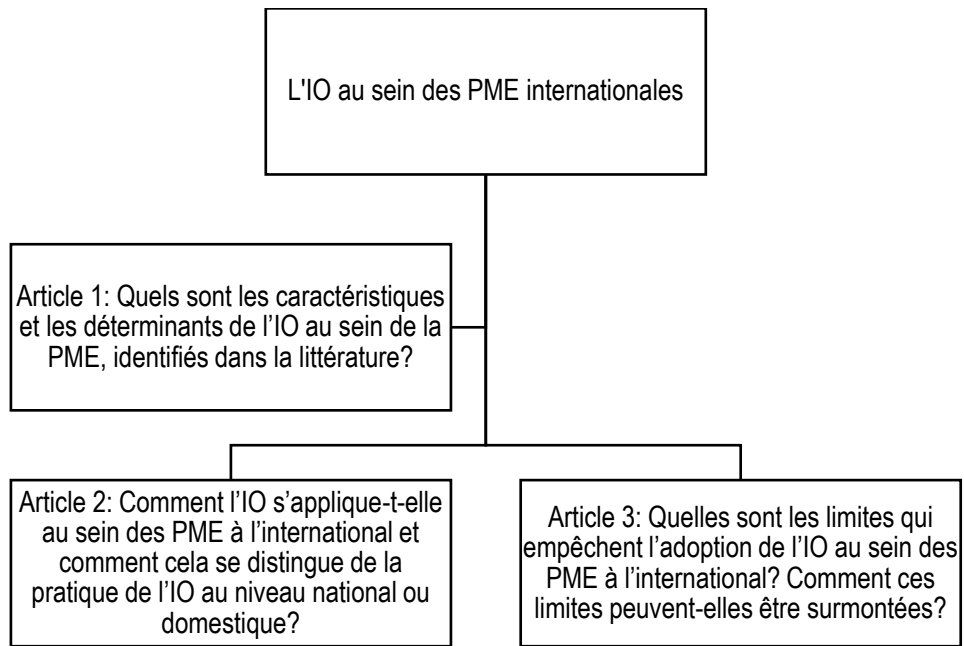 L'IO au sein des PME internationales
Article 1: Quels sont les caractéristiques
et les déterminants de l’IO au sein de la
PME, identifiés dans la littérature?
Article 2: Comment l’IO s’applique-t-elle
au sein des PME à l’international et
comment cela se distingue de la
pratique de l’IO au niveau national ou
domestique?
Article 3: Quelles sont les limites qui
empêchent l’adoption de l’IO au sein des
PME à l’international? Comment ces
limites peuvent-elles être surmontées?